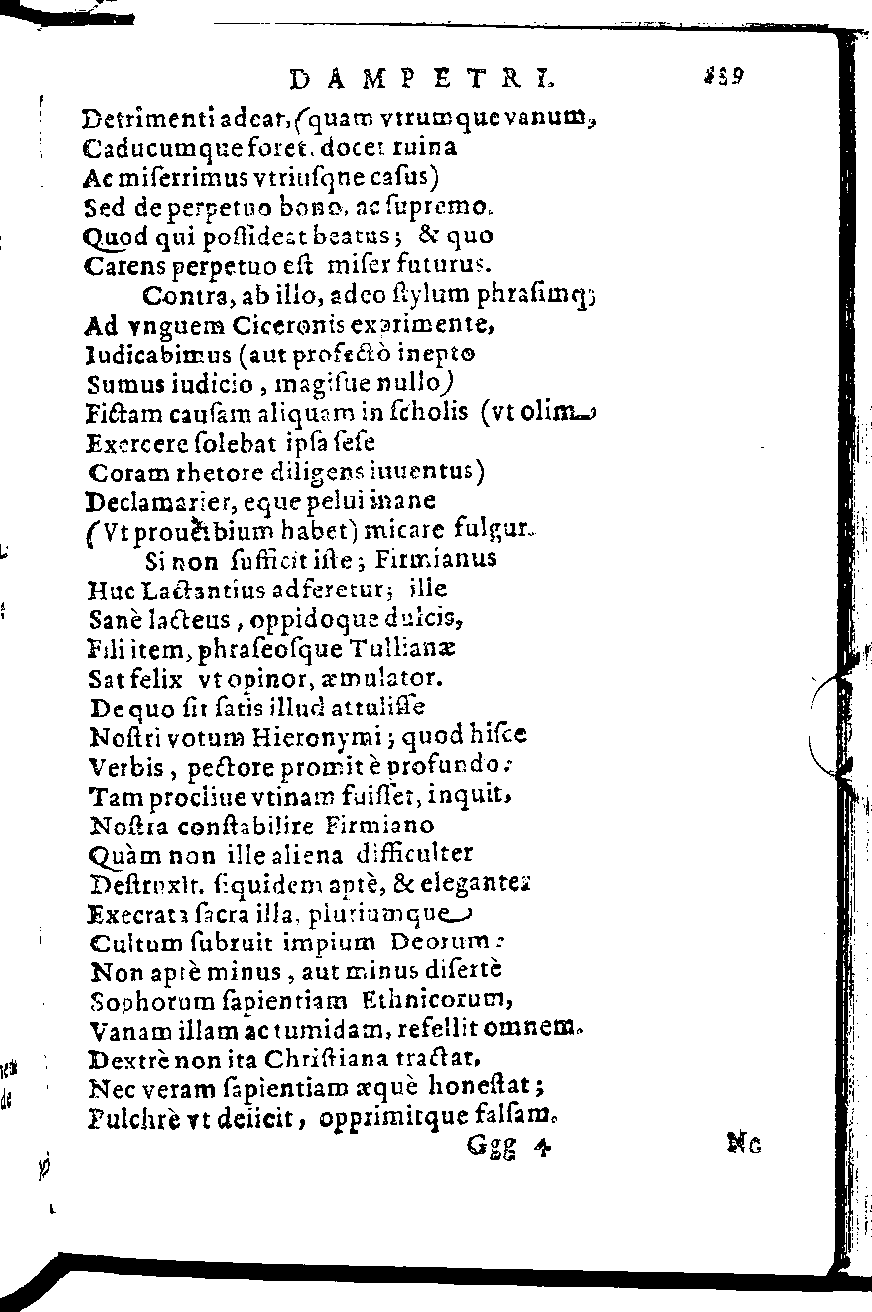 DAMPETRI. 839
Detrimenti adeat, (quam vtrumque vanum,
Caducumque foret, docet ruina
Ac miſerrimus vtriuſqne caſus)
Sed de perpetuo bono, ac ſupremo.
Quod qui poſſideat beatus; & quo
Carens perpetuo eſt miſer futurus.
Contra, ab illo, adeo ſtylum phraſimq;
Ad vnguem Ciceronis exprimente,
Iudicabimus (aut profectò inepto
Sumus iudicio, magiſue nullo)
Fictam cauſam aliquam in ſcholis (vt olim
Exercere ſolebat ipſa ſeſe
Coram rhetore diligens iuuentus)
Declamarier, eque pelui inane
(Vt prouerbium habet) micare fulgur.
Si non ſufficit iſte; Firmianus
Huc Lactantius adferetur; ille
Sanè lacteus, oppidoque dulcis,
Fili item, phraſeoſque Tullianæ
Sat felix vt opinor, æmulator.
De quo ſit ſatis illud attuliſſe
Noſtri votum Hieronymi; quod hiſce
Verbis, pectore promit è profundo:
Tam procliue vtinam fuiſſet, inquit,
Noſtra conſtabilire Firmiano
Quàm non ille aliena difficulter
Deſtruxit. ſiquidem aptè, & eleganter
Execrata ſacra illa, pluriumque
Cultum ſubruit impium Deorum:
Non aptè minus, aut minus diſertè
Sophorum ſapientiam Ethnicorum,
Vanam illam ac tumidam, refellit omnem.
Dextrè non ita Chriſtiana tractat,
Nec veram ſapientiam æquè honeſtat;
Pulchrè vt deiicit, opprimitque falſam.
Ggg 4 No